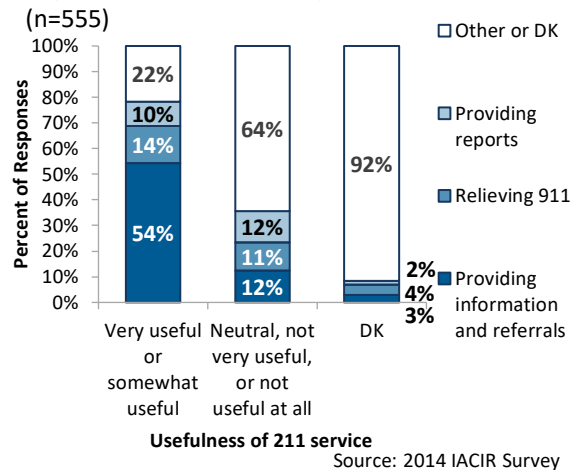 (n=555)
Percent of Responses
100%
90%
80%
70%
60%
50%
40%
30%
20%
10%
0%
22%
10%
14%
54%
64%
12%
11%
12%
92%
2%
4%
3%
Very useful
or
somewhat
useful
Neutral, not
very useful,
or not
useful at all
DK
Usefulness of 211 service
Other or DK
Providing
reports
Relieving 911
Providing
information
and referrals
Source: 2014 IACIR Survey